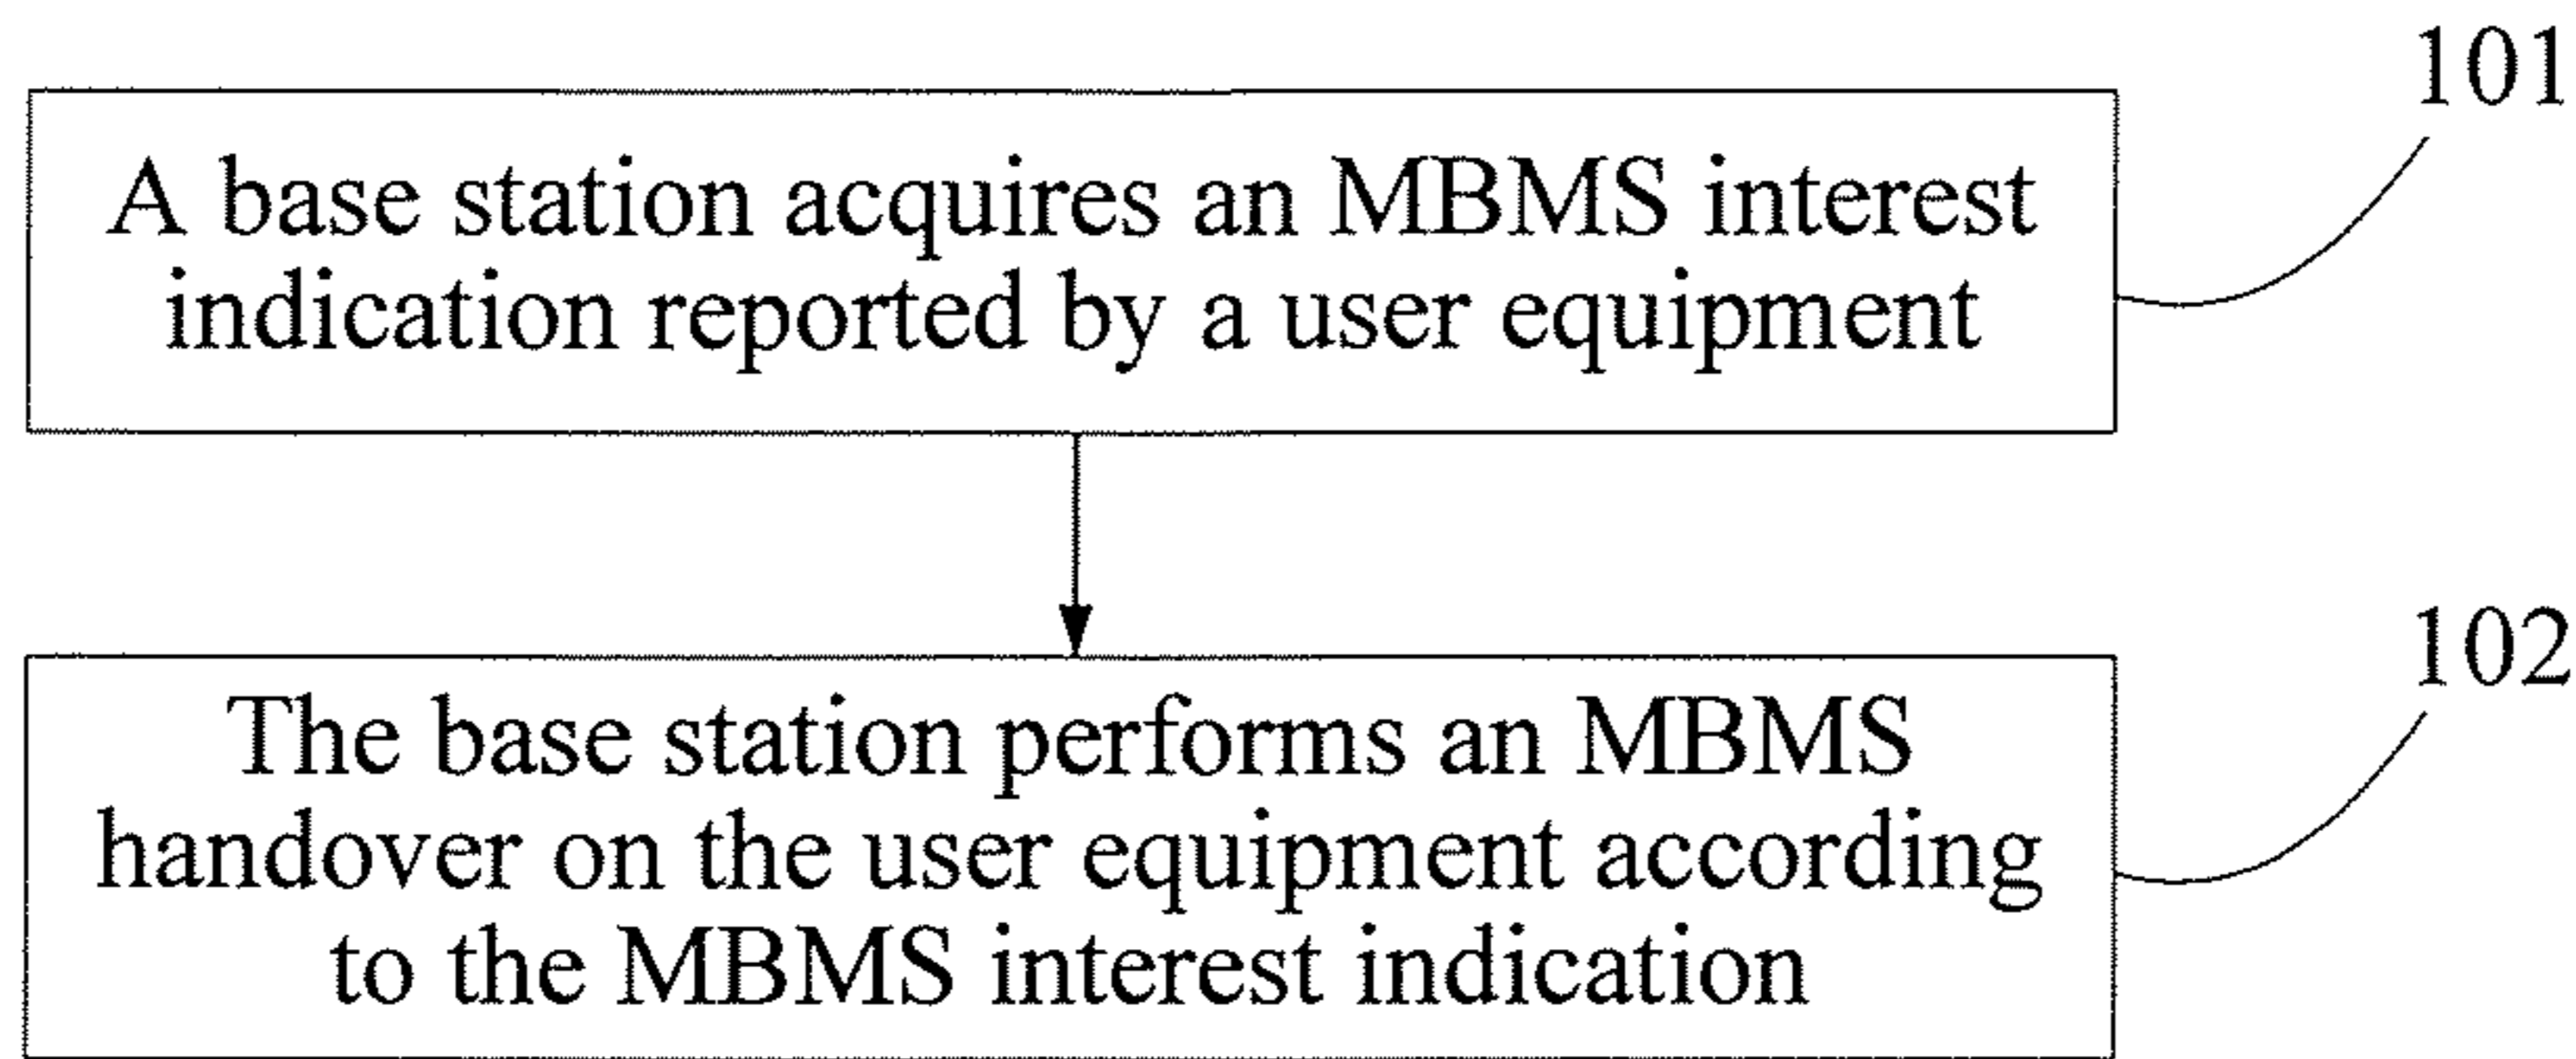 101
A base station acquires an MBMS interest
indication reported by a user equipment
102
The base station performs an MBMS
handover on the user equipment according
to the MBMS interest indication